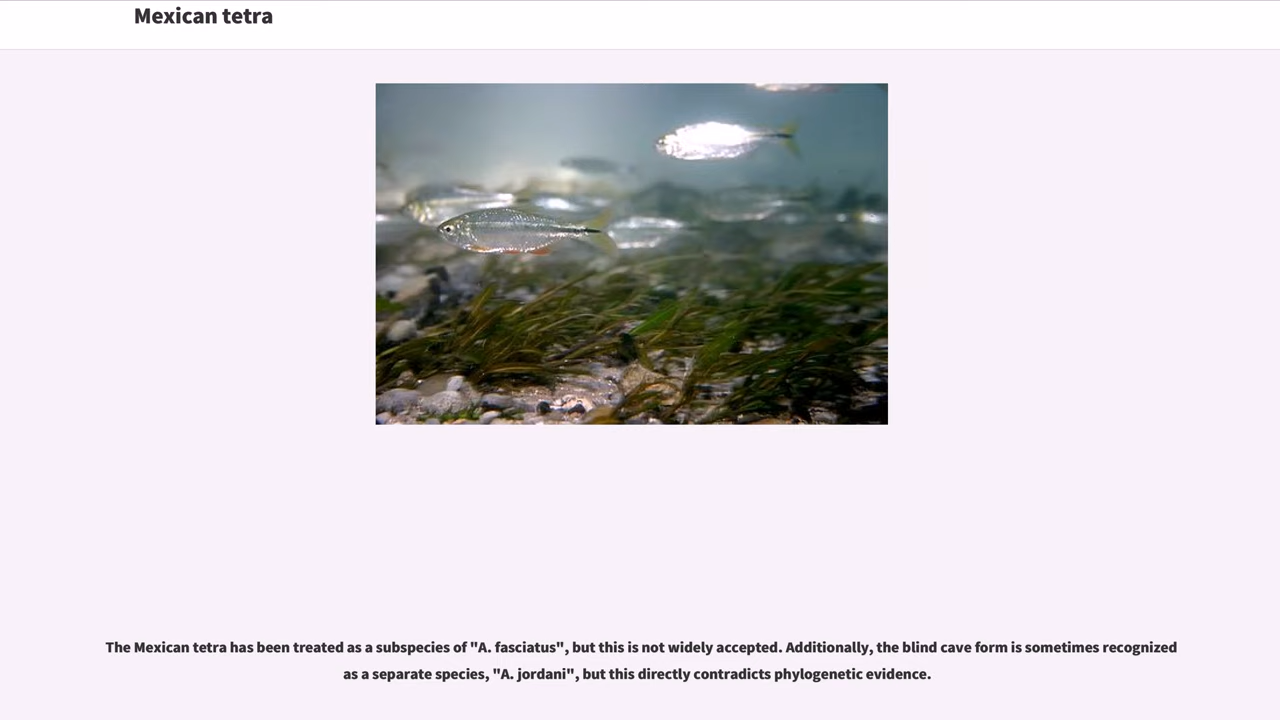 Mexican tetra
The Mexican tetra has been treated as a subspecies of "A. fasciatus", but this is not widely accepted. Additionally, the blind cave form is sometimes recognized
as a separate species, "A. jordani", but this directly contradicts phylogenetic evidence.